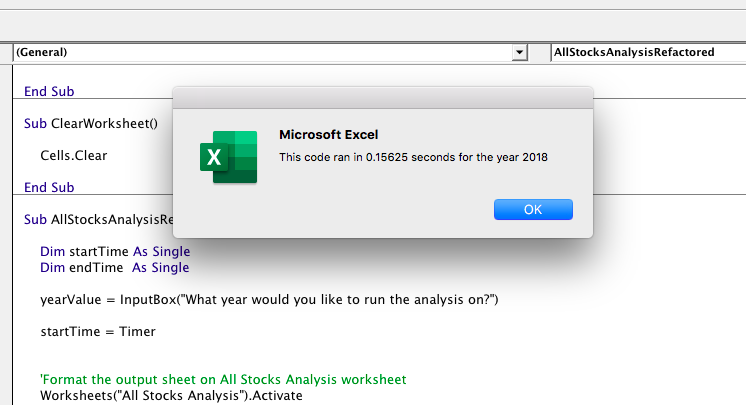 (General)
AllStocksAnalysisRefactored
End Sub
Sub ClearWorksheet()
Cells.Clear
End Sub
Sub AllStocksAnalysisRe
Dim startTime As Single
Dim endTime  As Single
yearValue = InputBox("What year would you like to run the analysis on?")
startTime = Timer
'Format the output sheet on All Stocks Analysis worksheet
Worksheets("All Stocks Analysis").Activate
X
Microsoft Excel
This code ran in 0.15625 seconds for the year 2018
OK